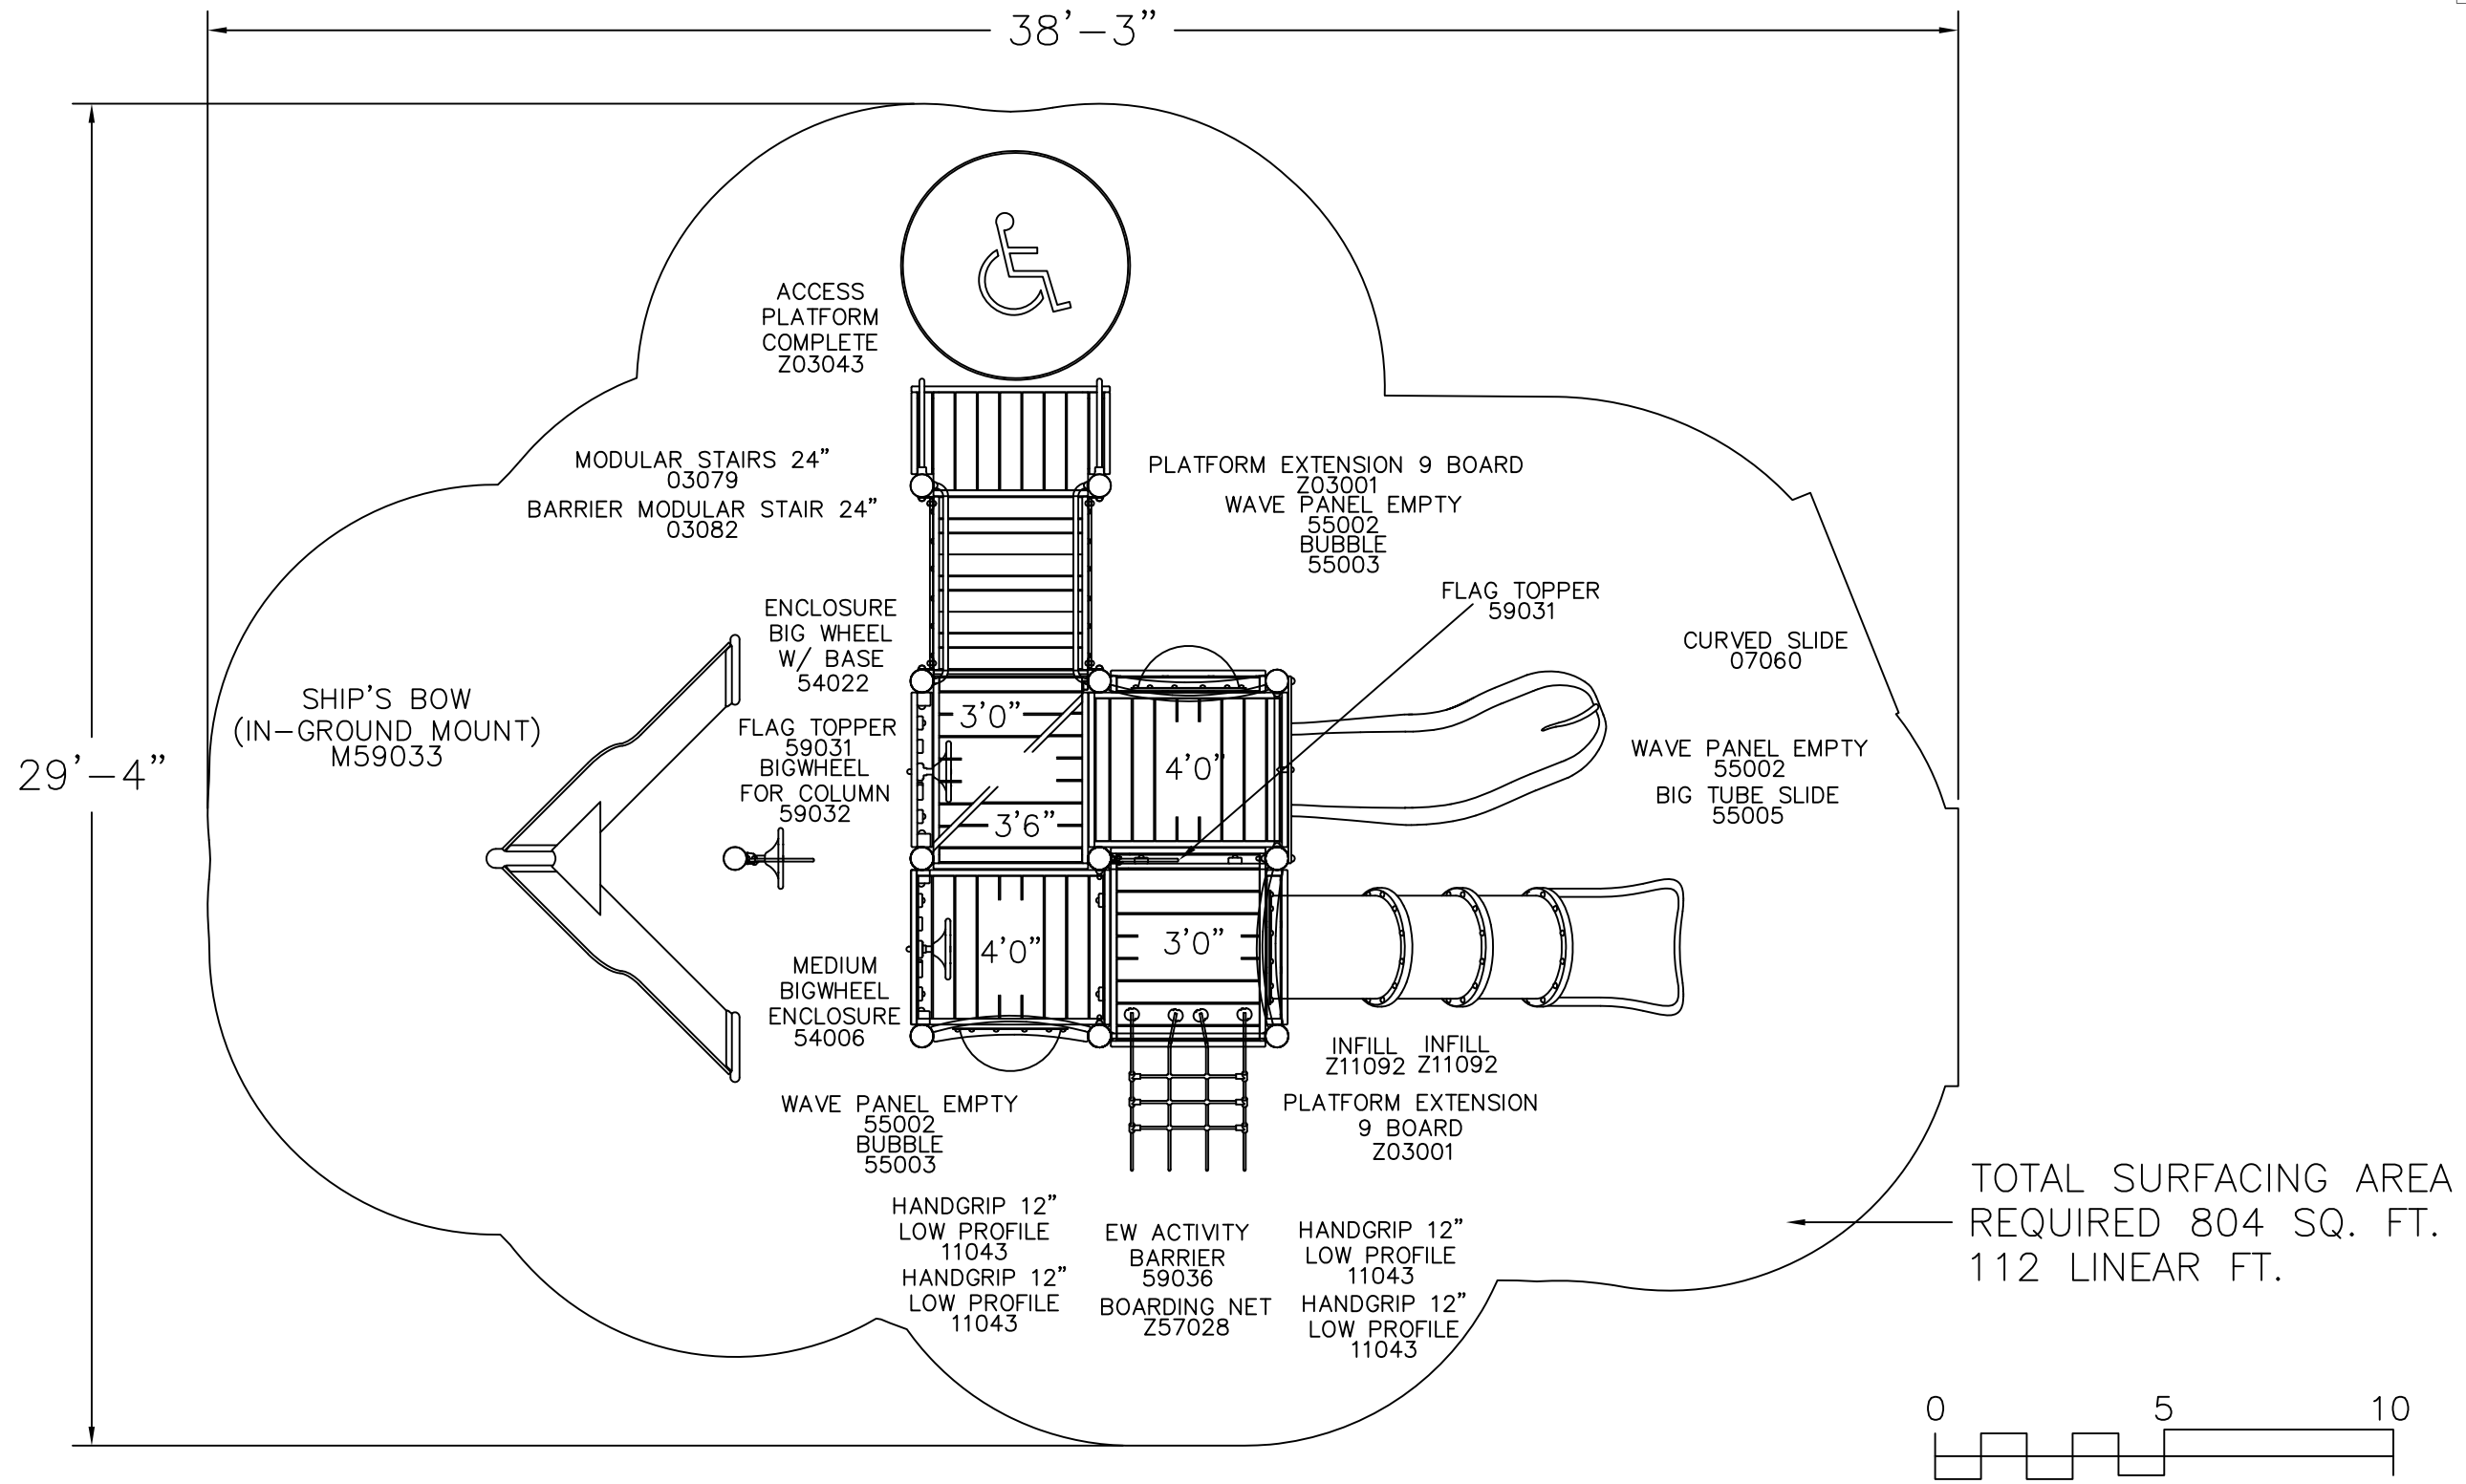 38'-3"
29'-4"
ACCESS
PLATFORM
COMPLETE
Z03043
MODULAR STAIRS 24"
03079
BARRIER MODULAR STAIR 24"
03082
PLATFORM EXTENSION 9 BOARD
Z03001
WAVE PANEL EMPTY
55002
BUBBLE
55003
FLAG TOPPER
59031
CURVED SLIDE
07060
ENCLOSURE
BIG WHEEL
W/ BASE
54022
SHIP'S BOW
(IN-GROUND MOUNT)
M59033
FLAG TOPPER
59031
BIGWHEEL
FOR COLUMN
59032
3'0"
3'6"
4'0"
4'0"
3'0"
WAVE PANEL EMPTY
55002
BIG TUBE SLIDE
55005
MEDIUM
BIGWHEEL
ENCLOSURE
54006
INFILL
Z11092
INFILL
Z11092
PLATFORM EXTENSION
9 BOARD
Z03001
WAVE PANEL EMPTY
55002
BUBBLE
55003
HANDGRIP 12"
LOW PROFILE
11043
HANDGRIP 12"
LOW PROFILE
11043
EW ACTIVITY
BARRIER
59036
BOARDING NET
Z57028
HANDGRIP 12"
LOW PROFILE
11043
HANDGRIP 12"
LOW PROFILE
11043
TOTAL SURFACING AREA
REQUIRED 804 SQ. FT.
112 LINEAR FT.
0 5 10